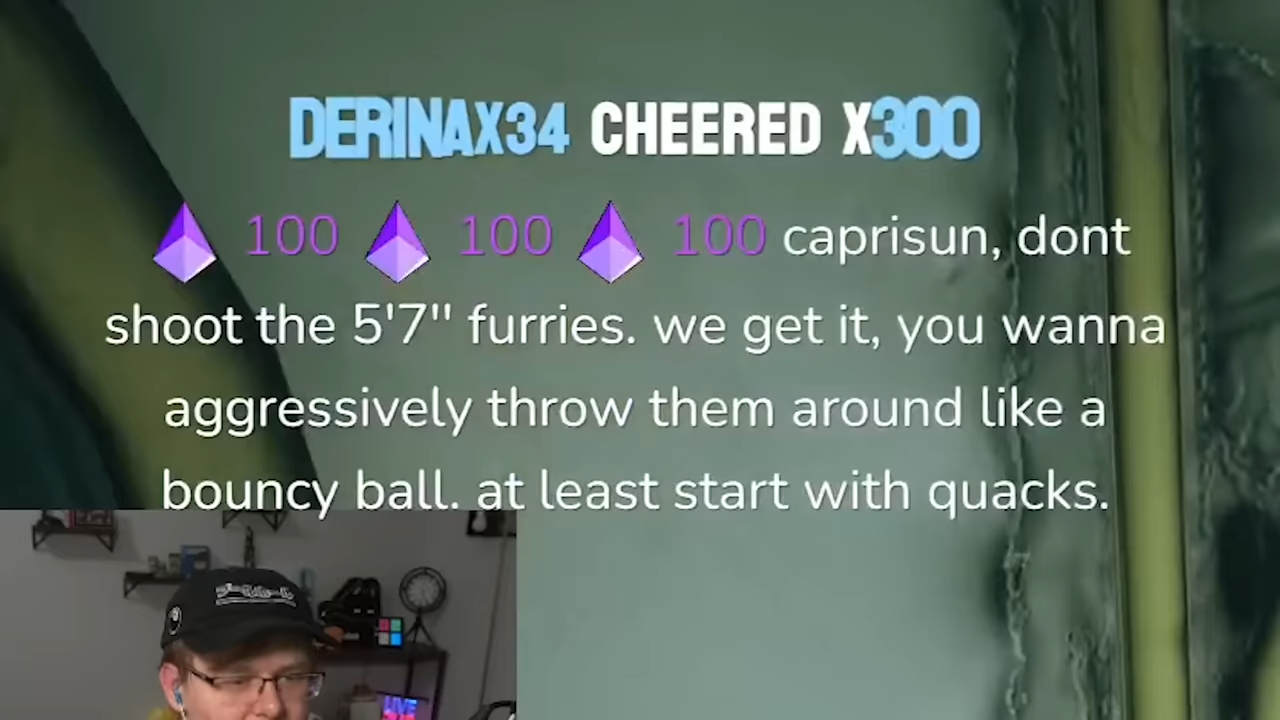 DERINAX34 CHEERED X300
100 100 100 caprisun, dont
shoot the 5'7" furries. we get it, you wanna
aggressively throw them around like a
bouncy ball. at least start with quacks.
LIVE